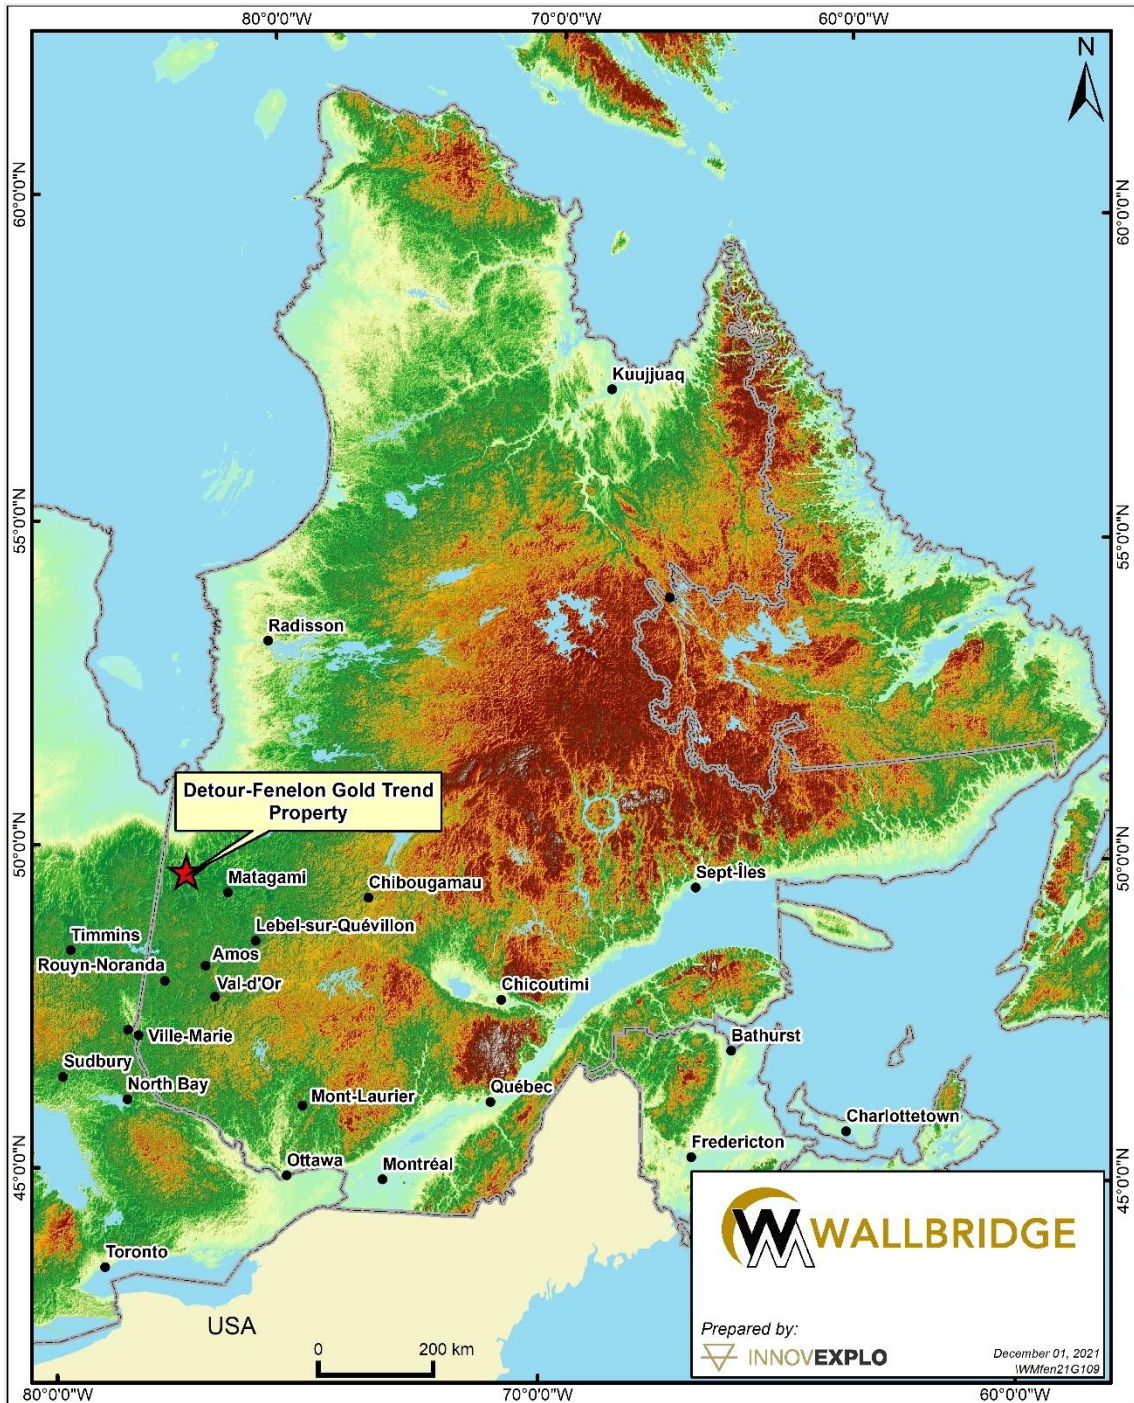 80°0'0"W
70°0'0"W
60°0'0"W
N
60°0'0"N
60°0'0"N
Kuujjuaq
55°0'0"N
55°0'0"N
Radisson
Detour-Fenelon Gold Trend
Property
50°0'0"N
50°0'0"N
Matagami
Chibougamau
Sept-Îles
Lebel-sur-Quévillon
Timmins
Amos
Rouyn-Noranda
Val-d'Or
Chicoutimi
Ville-Marie
Bathurst
Sudbury
North Bay
Mont-Laurier
Québec
Charlottetown
Fredericton
Ottawa
Montréal
45°0'0"N
45°0'0"N
Toronto
WALLBRIDGE
USA
0
200 km
Prepared by:
INNOVEXPLO
December 01, 2021
\WMfen21G109
80°0'0"W
70°0'0"W
60°0'0"W